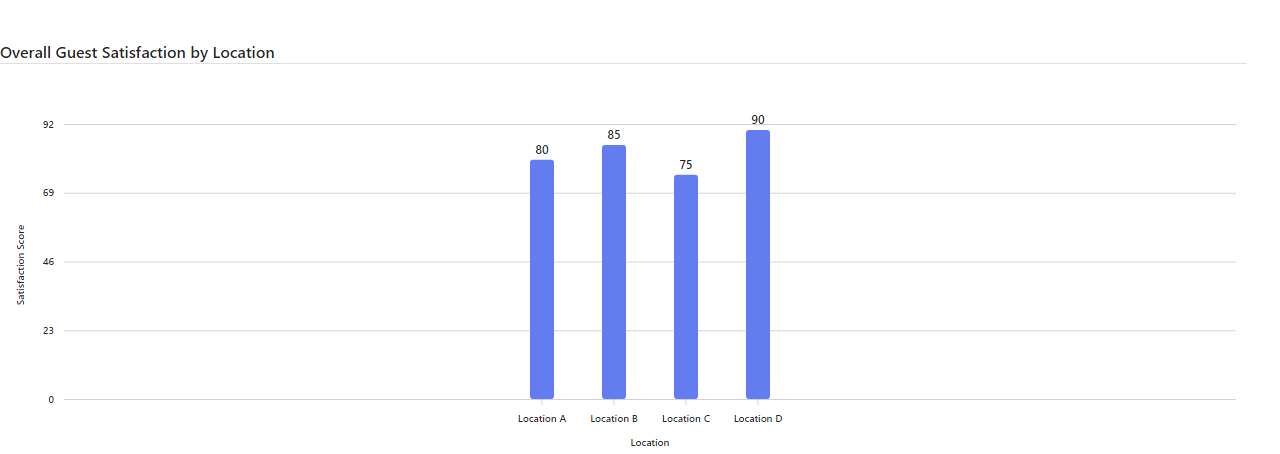 Overall Guest Satisfaction by Location
92
69
46
23
0
Satisfaction Score
80
85
75
90
Location A
Location B
Location C
Location D
Location